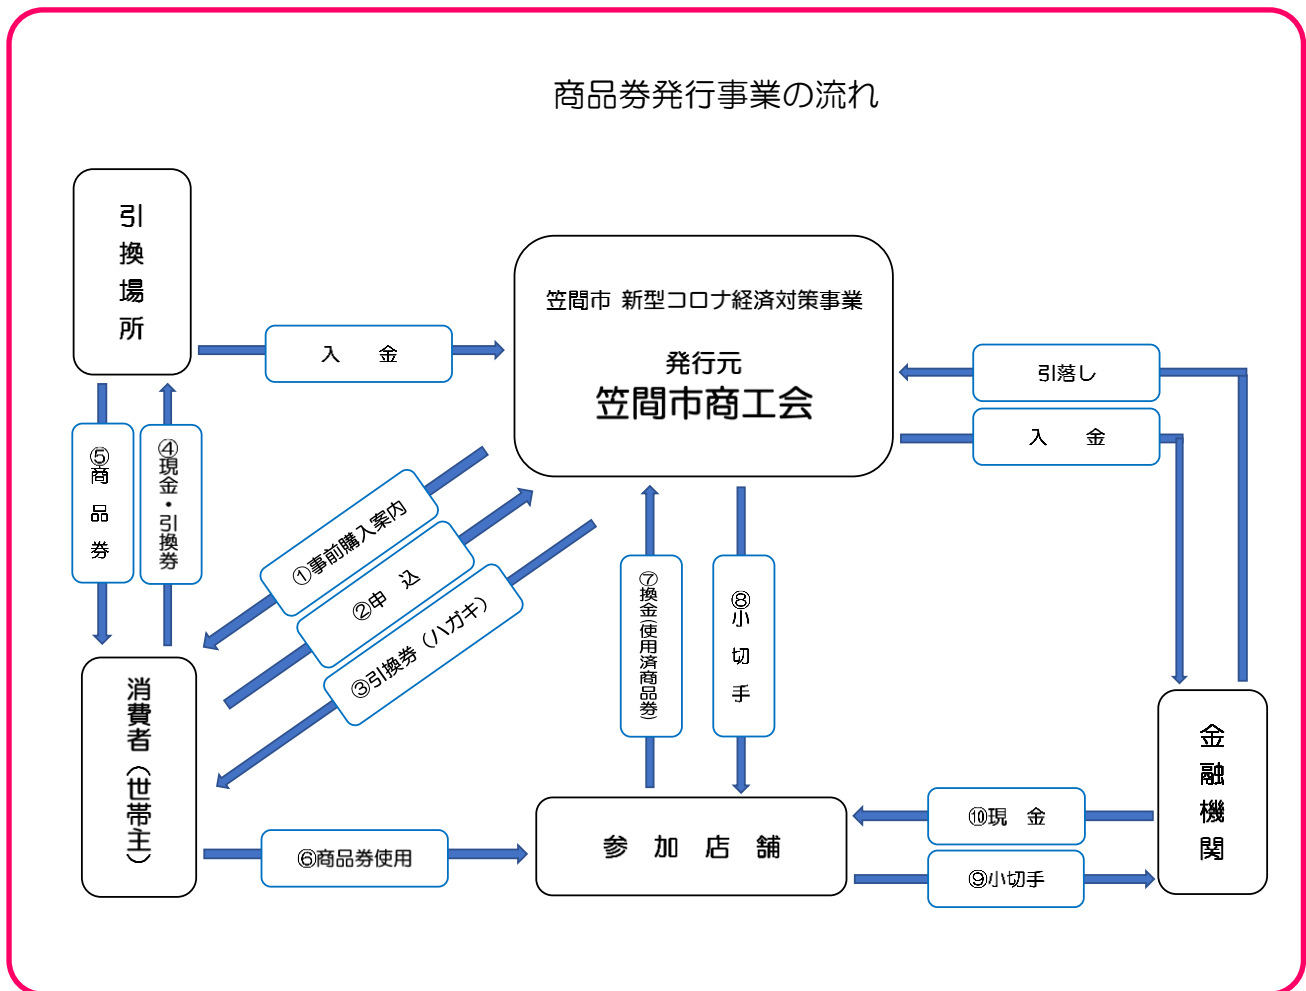 商品券発行事業の流れ
引換場所
笠間市 新型コロナ経済対策事業
発行元
笠間市商工会
入　金
引落し
入　金
⑤商品券
④現金・引換券
①事前購入案内
②申　込
③引換券（ハガキ）
⑦換金(使用済商品券)
⑧小切手
消費者（世帯主）
金融機関
⑥商品券使用
参加店舗
⑩現　金
⑨小切手